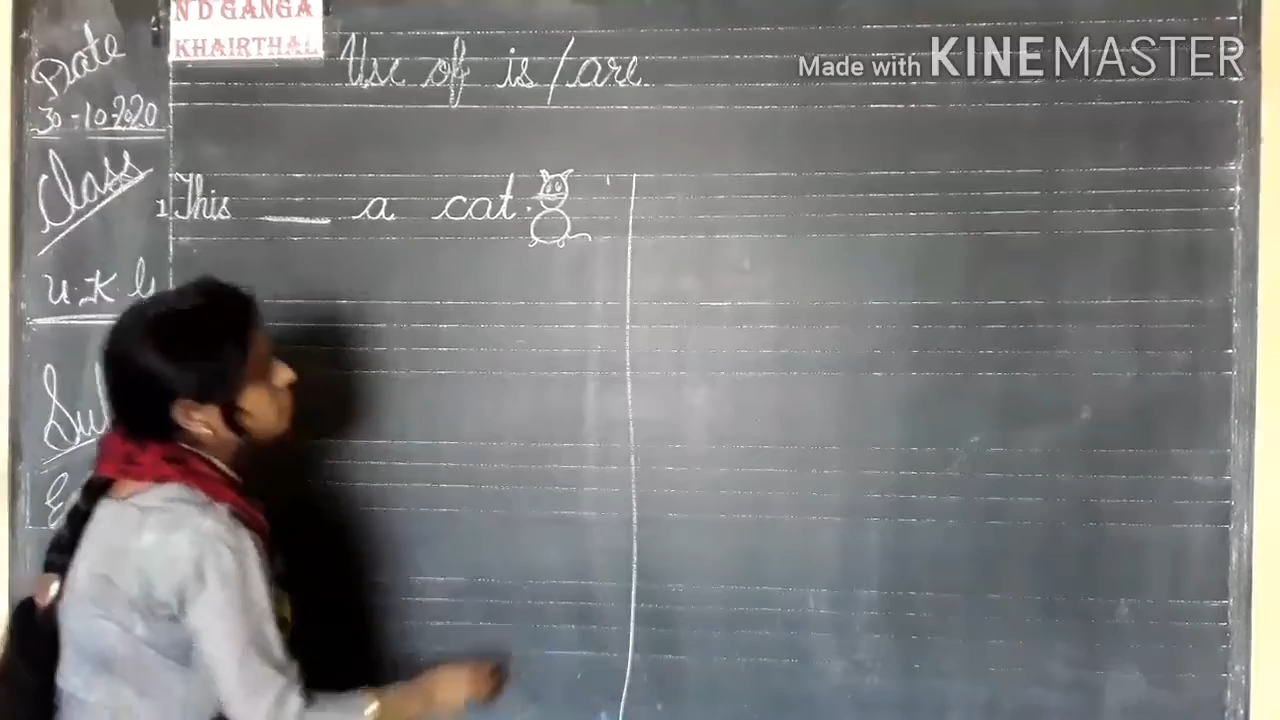 N D GANGA
KHAIRTHAL
Use of is/are
Made with KINEMASTER
Date
30-10-2020
Class
U.K.G
1. This ___ a cat.